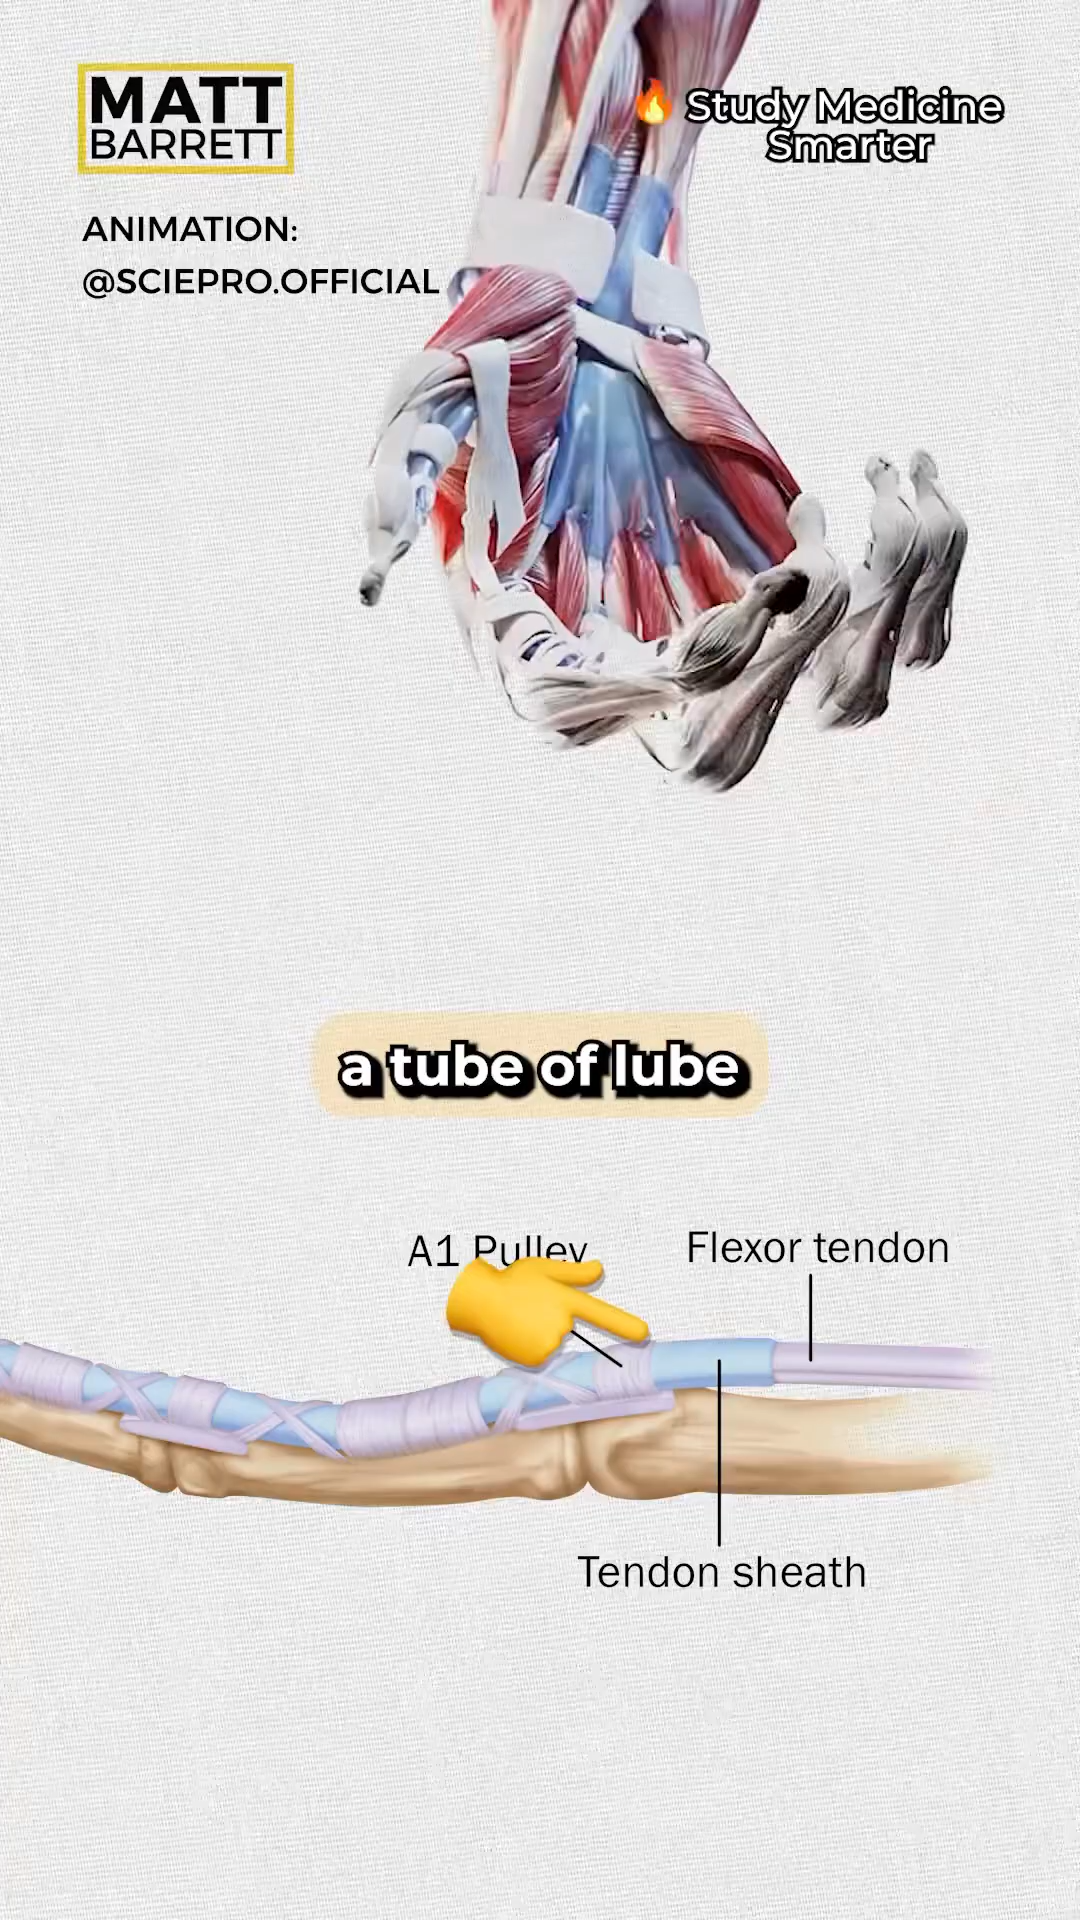 MATT
BARRETT
ANIMATION:
@SCIEPRO.OFFICIAL
🔥 Study Medicine
Smarter
a tube of lube
A1 Pulley
Flexor tendon
Tendon sheath